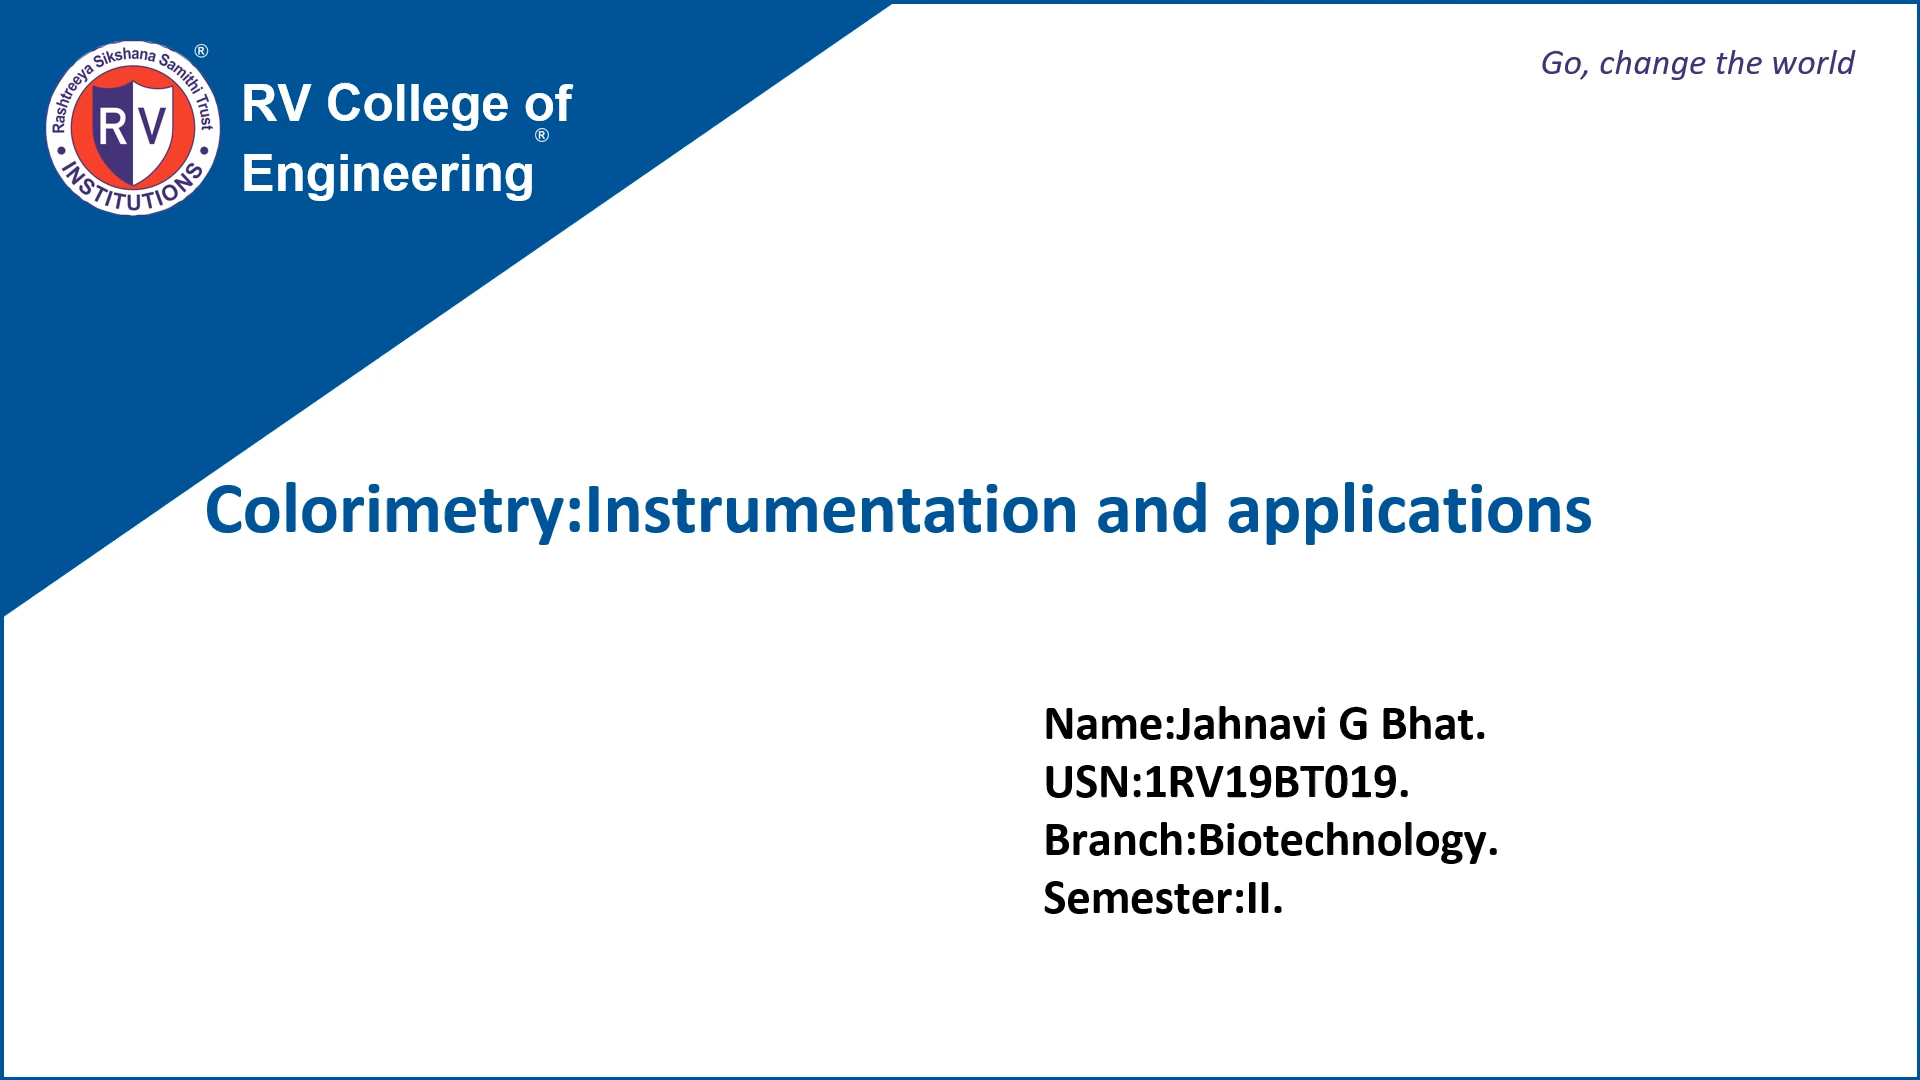 Rashtreeya Sikshana Samithi Trust
®
R V
• INSTITUTIONS •
RV College of
Engineering®
Go, change the world
Colorimetry:Instrumentation and applications
Name:Jahnavi G Bhat.
USN:1RV19BT019.
Branch:Biotechnology.
Semester:II.